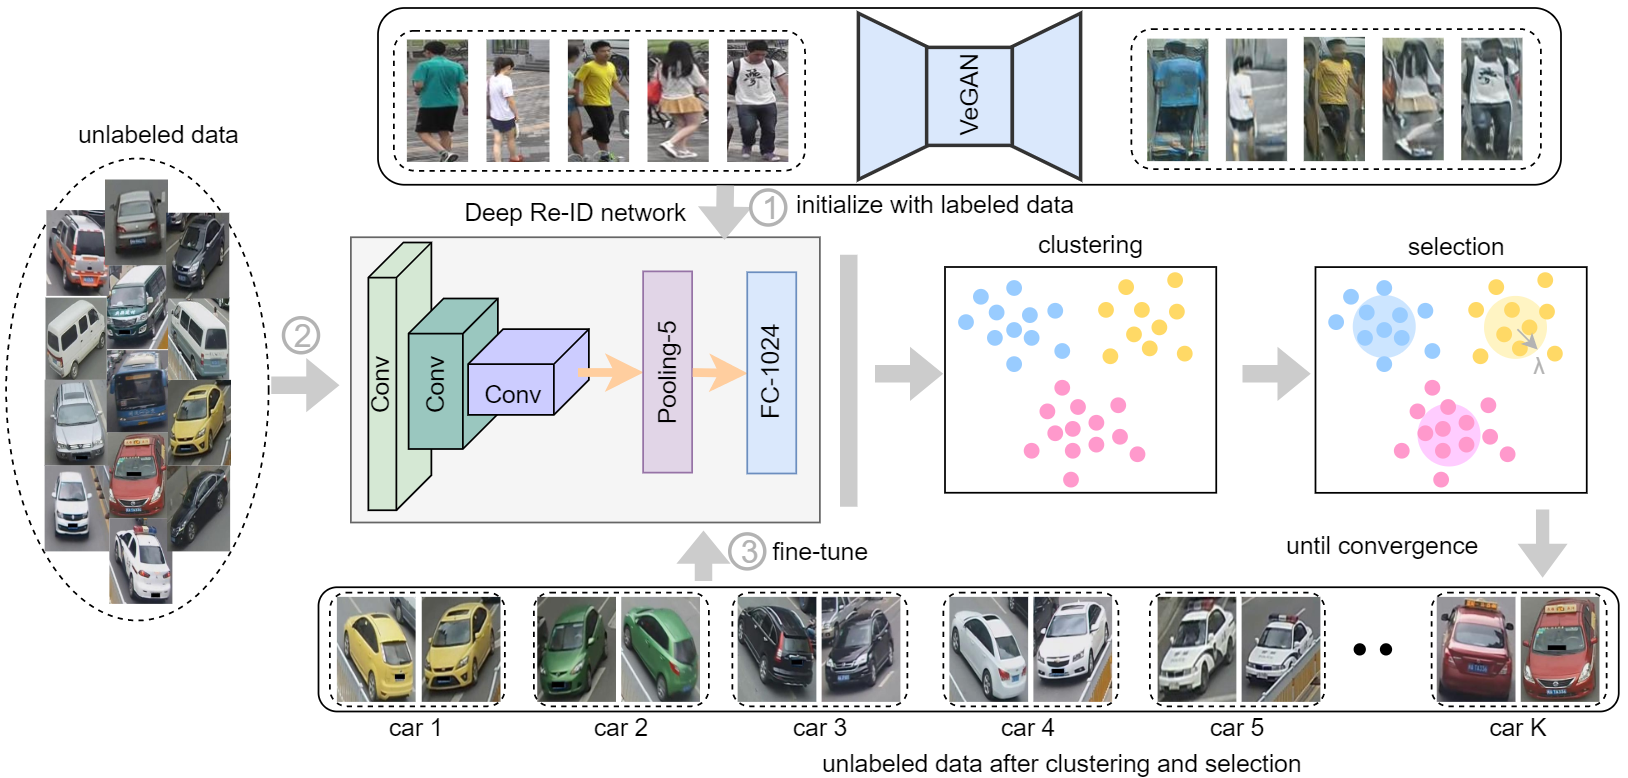 VeGAN
unlabeled data
Deep Re-ID network
1
initialize with labeled data
clustering
selection
2
Conv
Conv
Conv
Pooling-5
FC-1024
λ
3
fine-tune
until convergence
car 1
car 2
car 3
car 4
car 5
car K
unlabeled data after clustering and selection